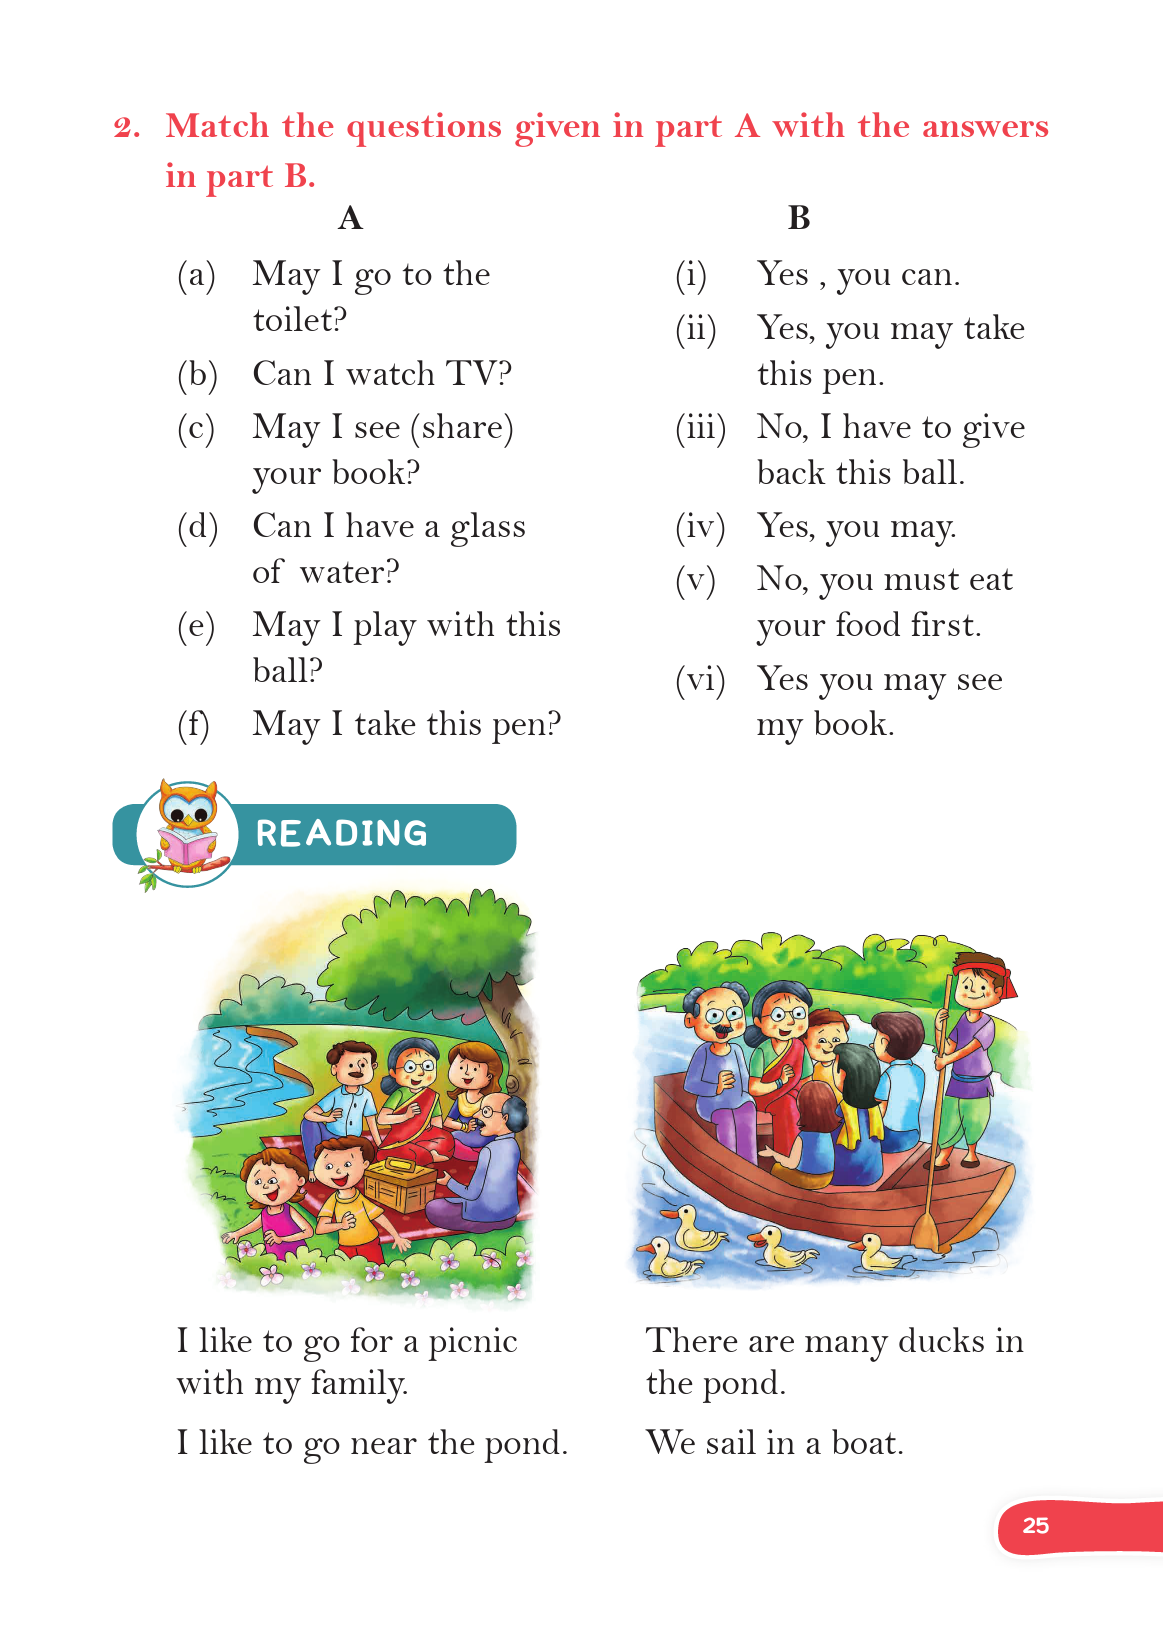 2. Match the questions given in part A with the answers
in part B.
A
(a) May I go to the
toilet?
(b) Can I watch TV?
(c) May I see (share)
your book?
(d) Can I have a glass
of water?
(e) May I play with this
ball?
(f) May I take this pen?
B
(i) Yes , you can.
(ii) Yes, you may take
this pen.
(iii) No, I have to give
back this ball.
(iv) Yes, you may.
(v) No, you must eat
your food first.
(vi) Yes you may see
my book.
READING
I like to go for a picnic
with my family.
I like to go near the pond.
There are many ducks in
the pond.
We sail in a boat.
25